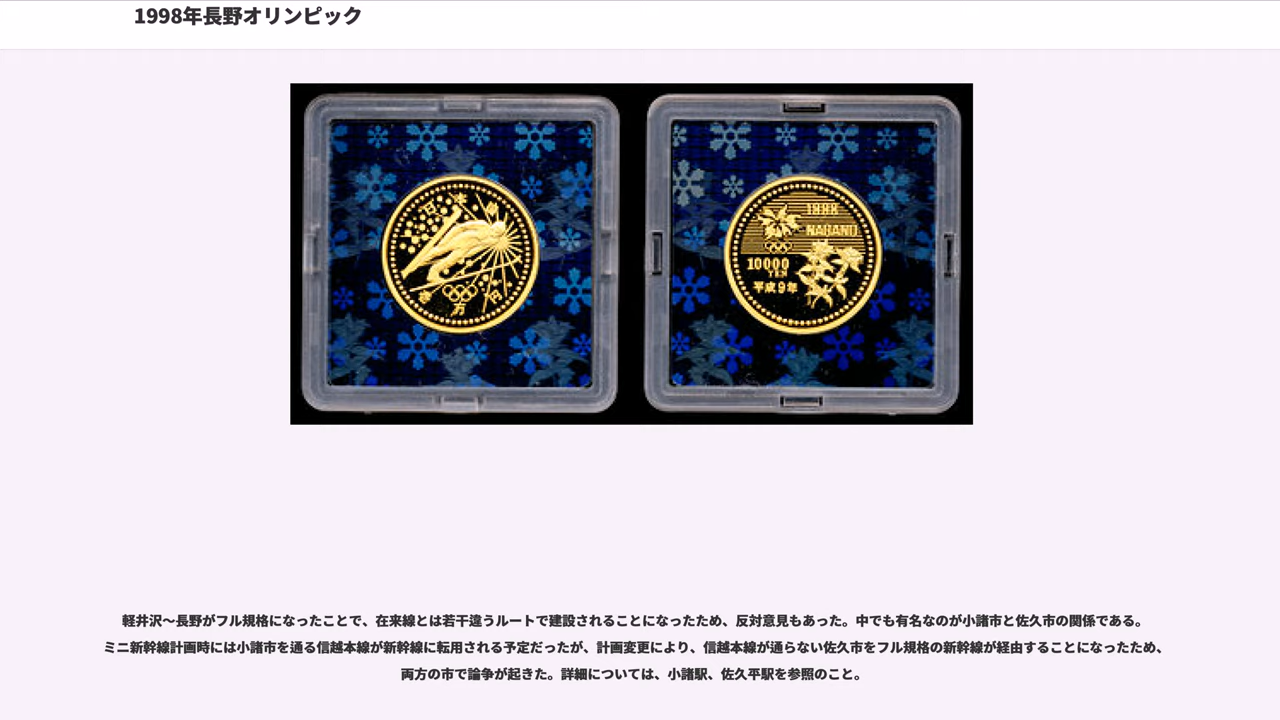 1998年長野オリンピック
日本国
1998
NAGANO
10000
YEN
平成9年
万円
軽井沢〜長野がフル規格になったことで、在来線とは若干違うルートで建設されることになったため、反対意見もあった。中でも有名なのが小諸市と佐久市の関係である。
ミニ新幹線計画時には小諸市を通る信越本線が新幹線に転用される予定だったが、計画変更により、信越本線が通らない佐久市をフル規格の新幹線が経由することになったため、
両方の市で論争が起きた。詳細については、小諸駅、佐久平駅を参照のこと。